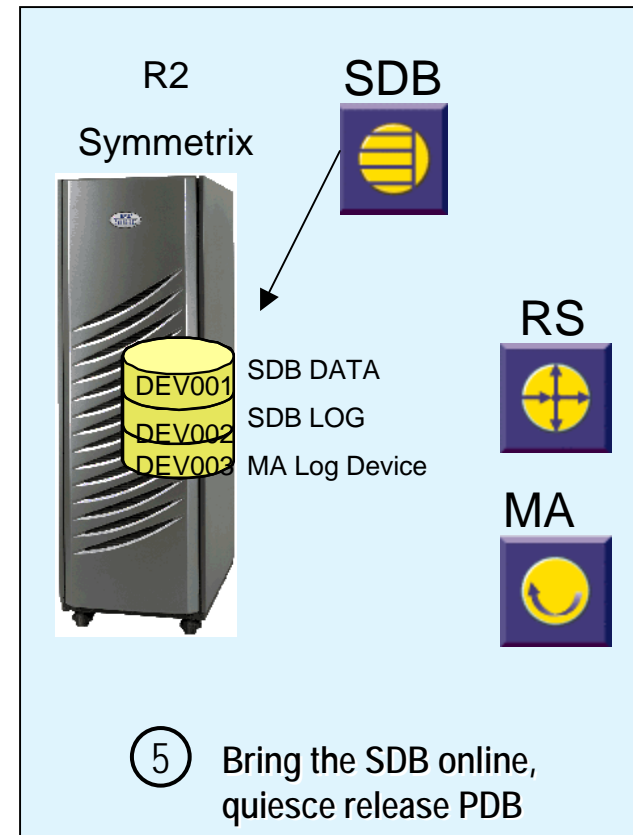 R2
SDB
Symmetrix
RS
DEV001 SDB DATA
DEV002 SDB LOG
DEV003 MA Log Device
MA
5 Bring the SDB online,
quiesce release PDB